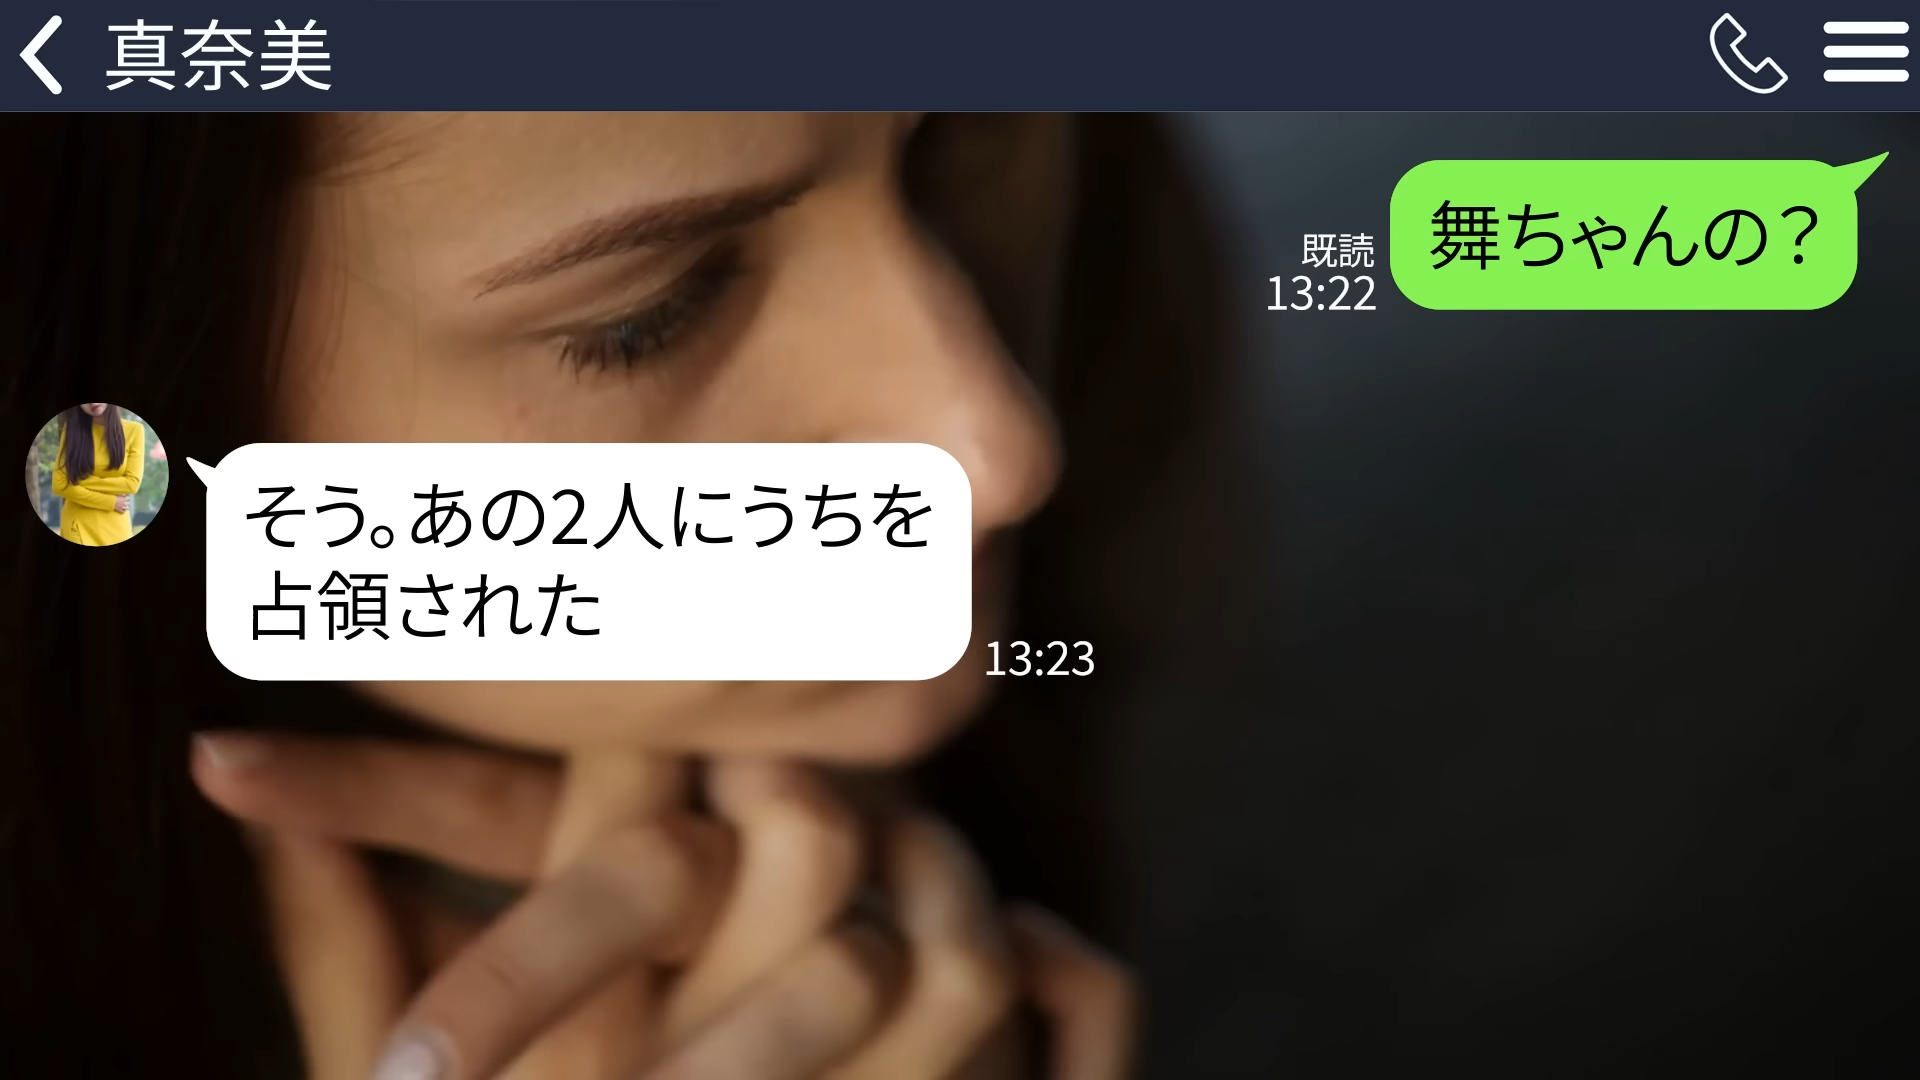 真奈美
舞ちゃんの？
既読
13:22
そう。あの2人にうちを
占領された
13:23